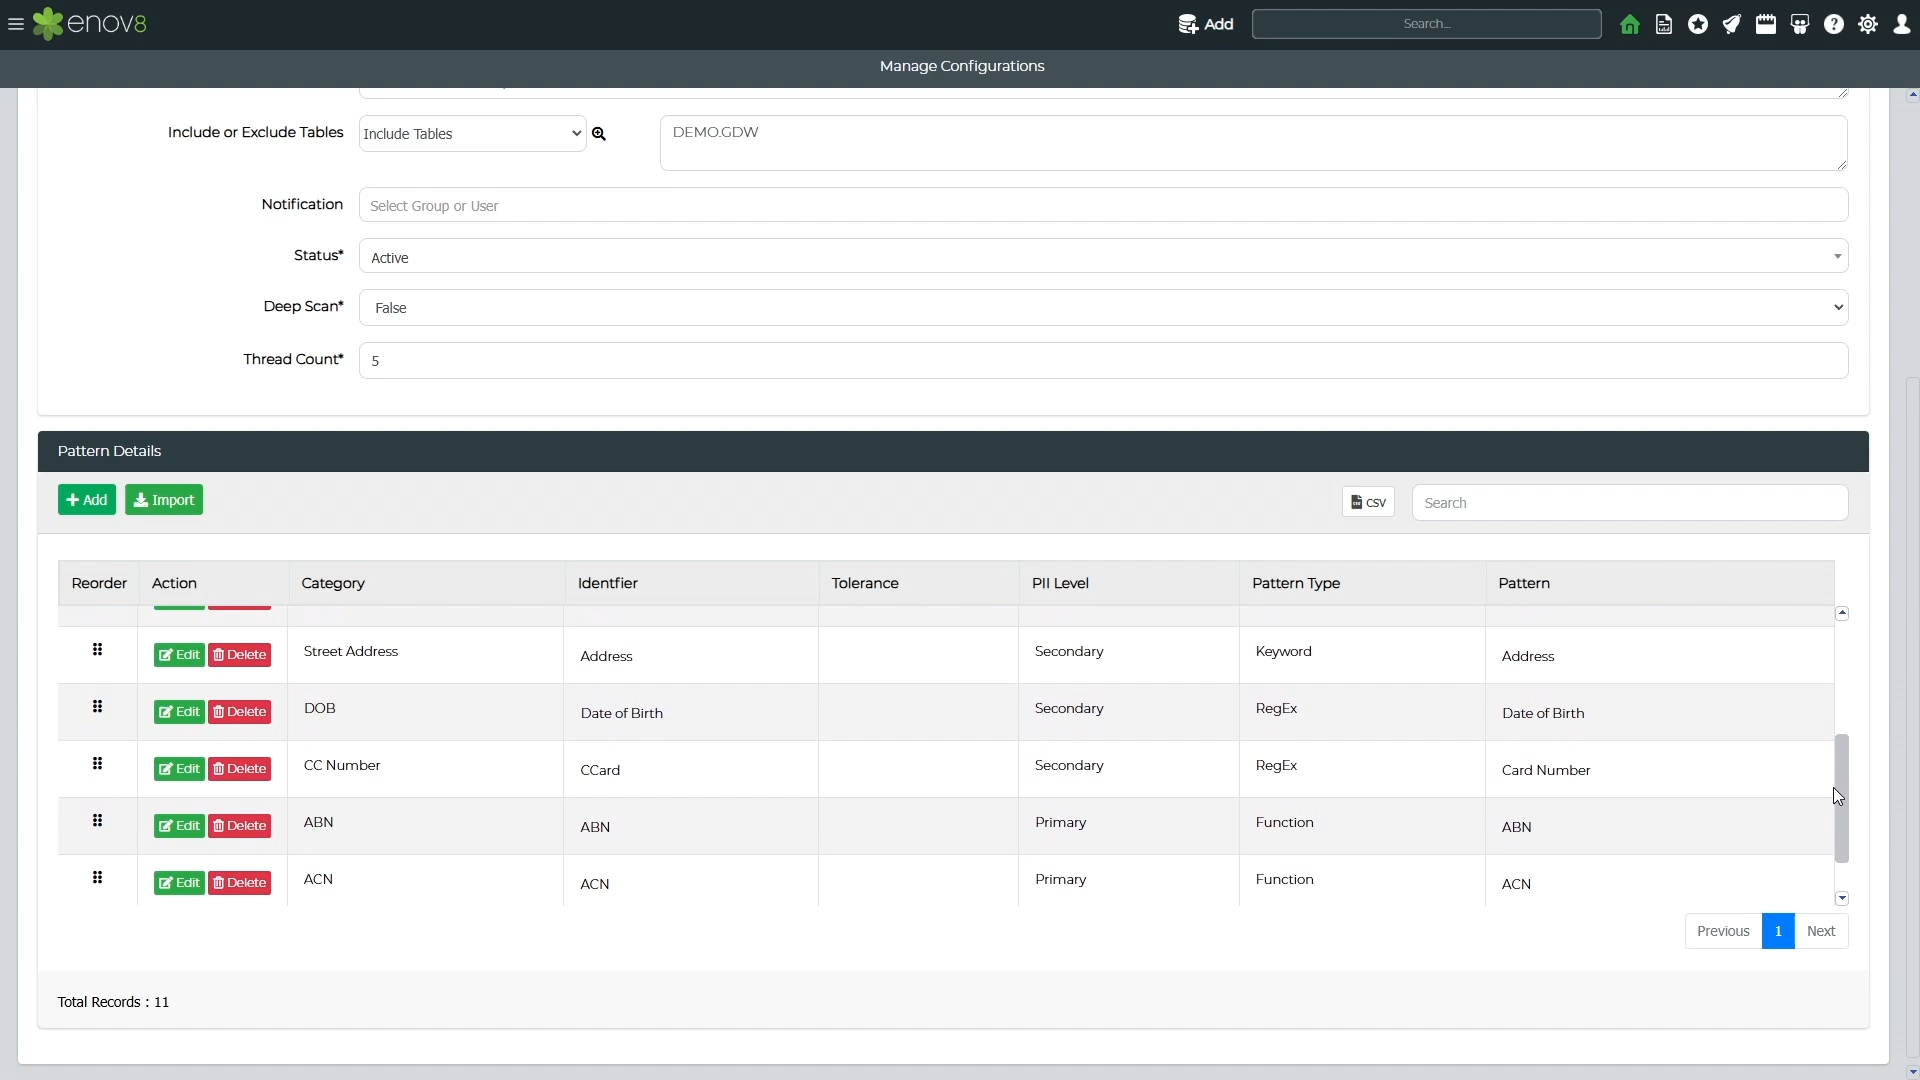 enov8 Add Search...
Manage Configurations
Include or Exclude Tables Include Tables DEMO.GDW
Notification Select Group or User
Status* Active
Deep Scan* False
Thread Count* 5
Pattern Details
Add Import CSV Search
Reorder Action Category Identfier Tolerance PII Level Pattern Type Pattern
Edit Delete Street Address Address Secondary Keyword Address
Edit Delete DOB Date of Birth Secondary RegEx Date of Birth
Edit Delete CC Number CCard Secondary RegEx Card Number
Edit Delete ABN ABN Primary Function ABN
Edit Delete ACN ACN Primary Function ACN
Previous 1 Next
Total Records : 11